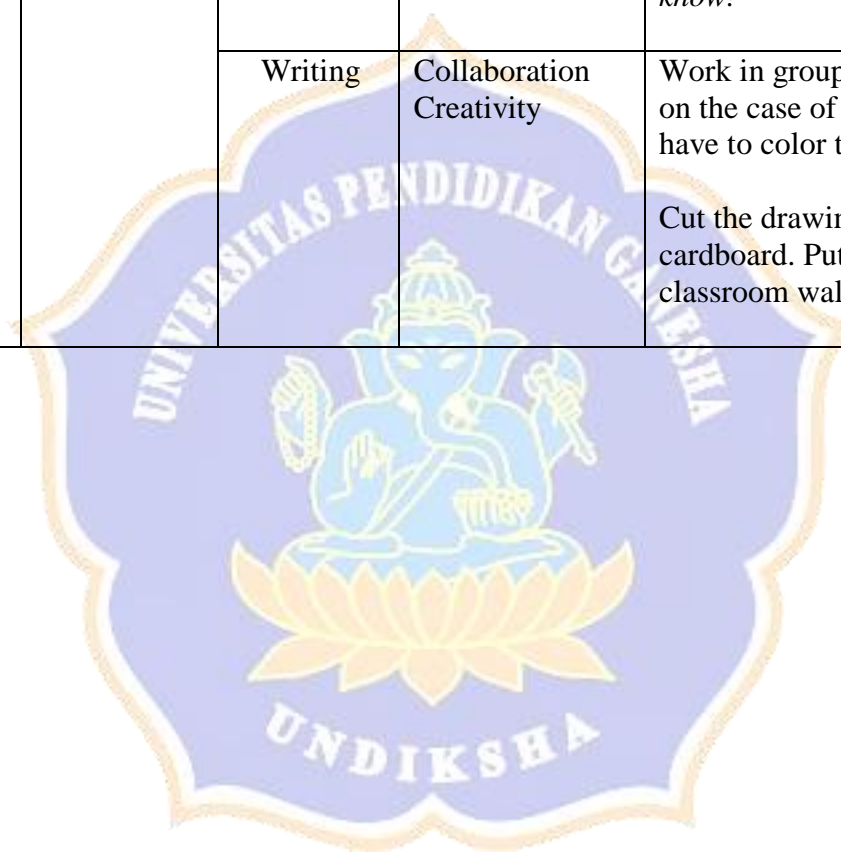 know.
Writing
Collaboration
Creativity
Work in group
on the case of
have to color t
Cut the drawin
cardboard. Put
classroom wal
UNIVERSITAS PENDIDIKAN GANESHA
UNDIKSHA